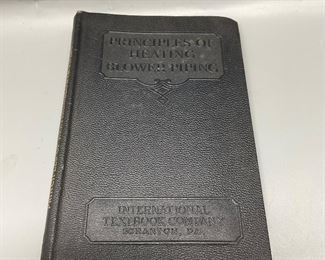 PRINCIPLES OF
HEATING
BLOWER PIPING
INTERNATIONAL
TEXTBOOK COMPANY
SCRANTON, PA.